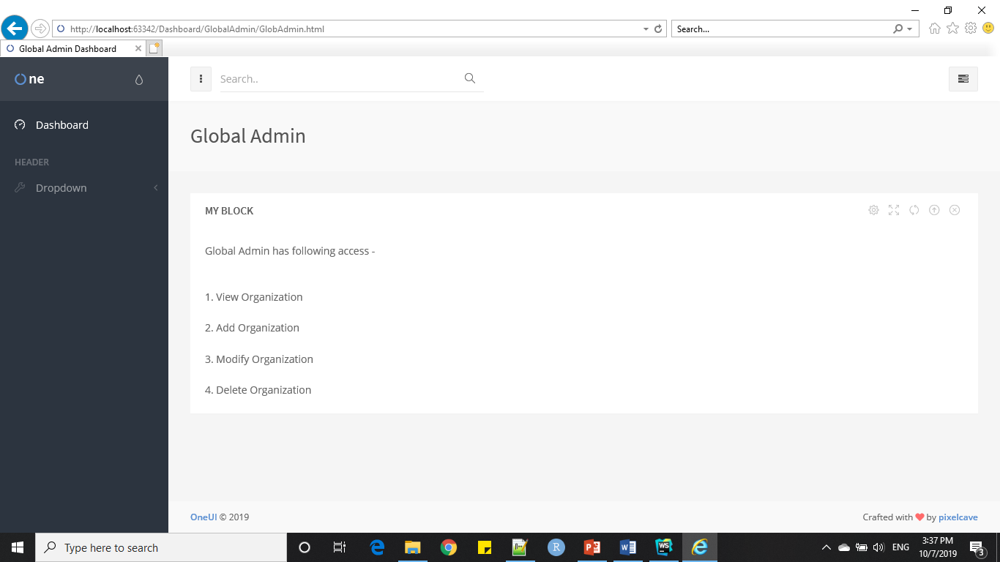 http://localhost:63342/Dashboard/GlobalAdmin/GlobAdmin.html
Search...
Global Admin Dashboard
ne
Search..
Dashboard
Global Admin
HEADER
Dropdown
MY BLOCK
Global Admin has following access -
1. View Organization
2. Add Organization
3. Modify Organization
4. Delete Organization
OneUI © 2019
Crafted with ❤ by pixelcave
Type here to search
R
P
W
WS
ENG
3:37 PM
10/7/2019
3